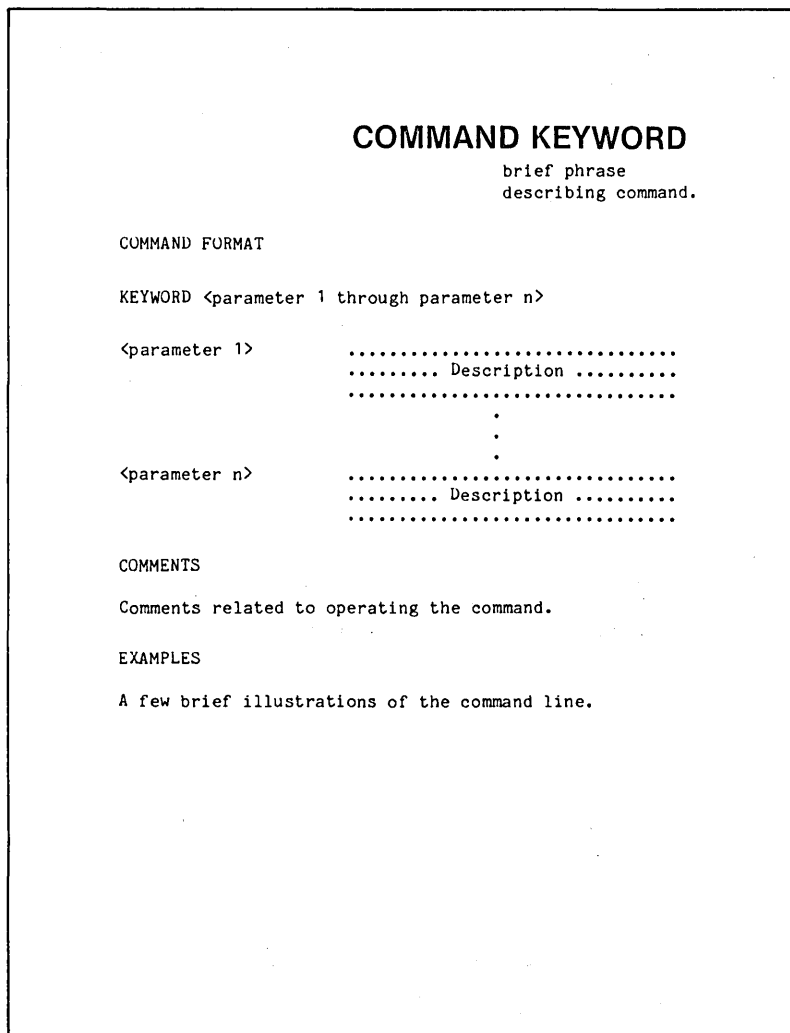 COMMAND KEYWORD
brief phrase
describing command.
COMMAND FORMAT
KEYWORD <parameter 1 through parameter n>
<parameter 1> ................................
......... Description ..........
................................
.
.
.
<parameter n> ................................
......... Description ..........
................................
COMMENTS
Comments related to operating the command.
EXAMPLES
A few brief illustrations of the command line.